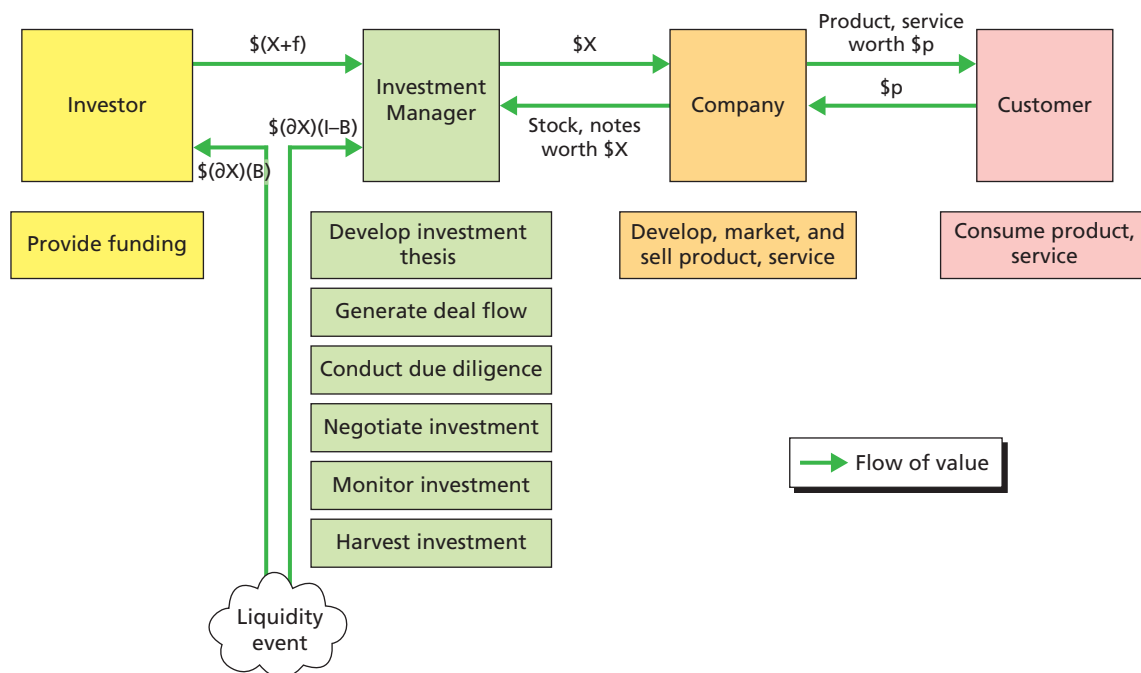 $(X+f)
$X
Product, service
worth $p
Investor
Investment
Manager
Company
Customer
$p
$(∂X)(I–B)
$(∂X)(B)
Stock, notes
worth $X
Provide funding
Develop investment
thesis
Develop, market, and
sell product, service
Consume product,
service
Generate deal flow
Conduct due diligence
Negotiate investment
Monitor investment
Harvest investment
Flow of value
Liquidity
event